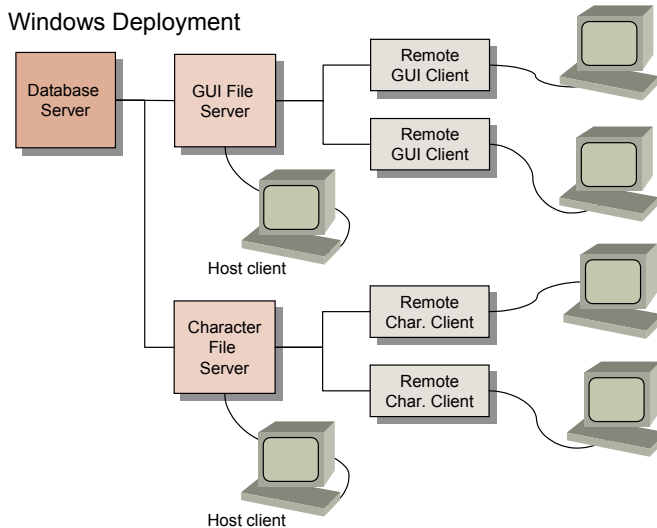 Windows Deployment
Database
Server
GUI File
Server
Remote
GUI Client
Remote
GUI Client
Host client
Character
File
Server
Remote
Char. Client
Remote
Char. Client
Host client